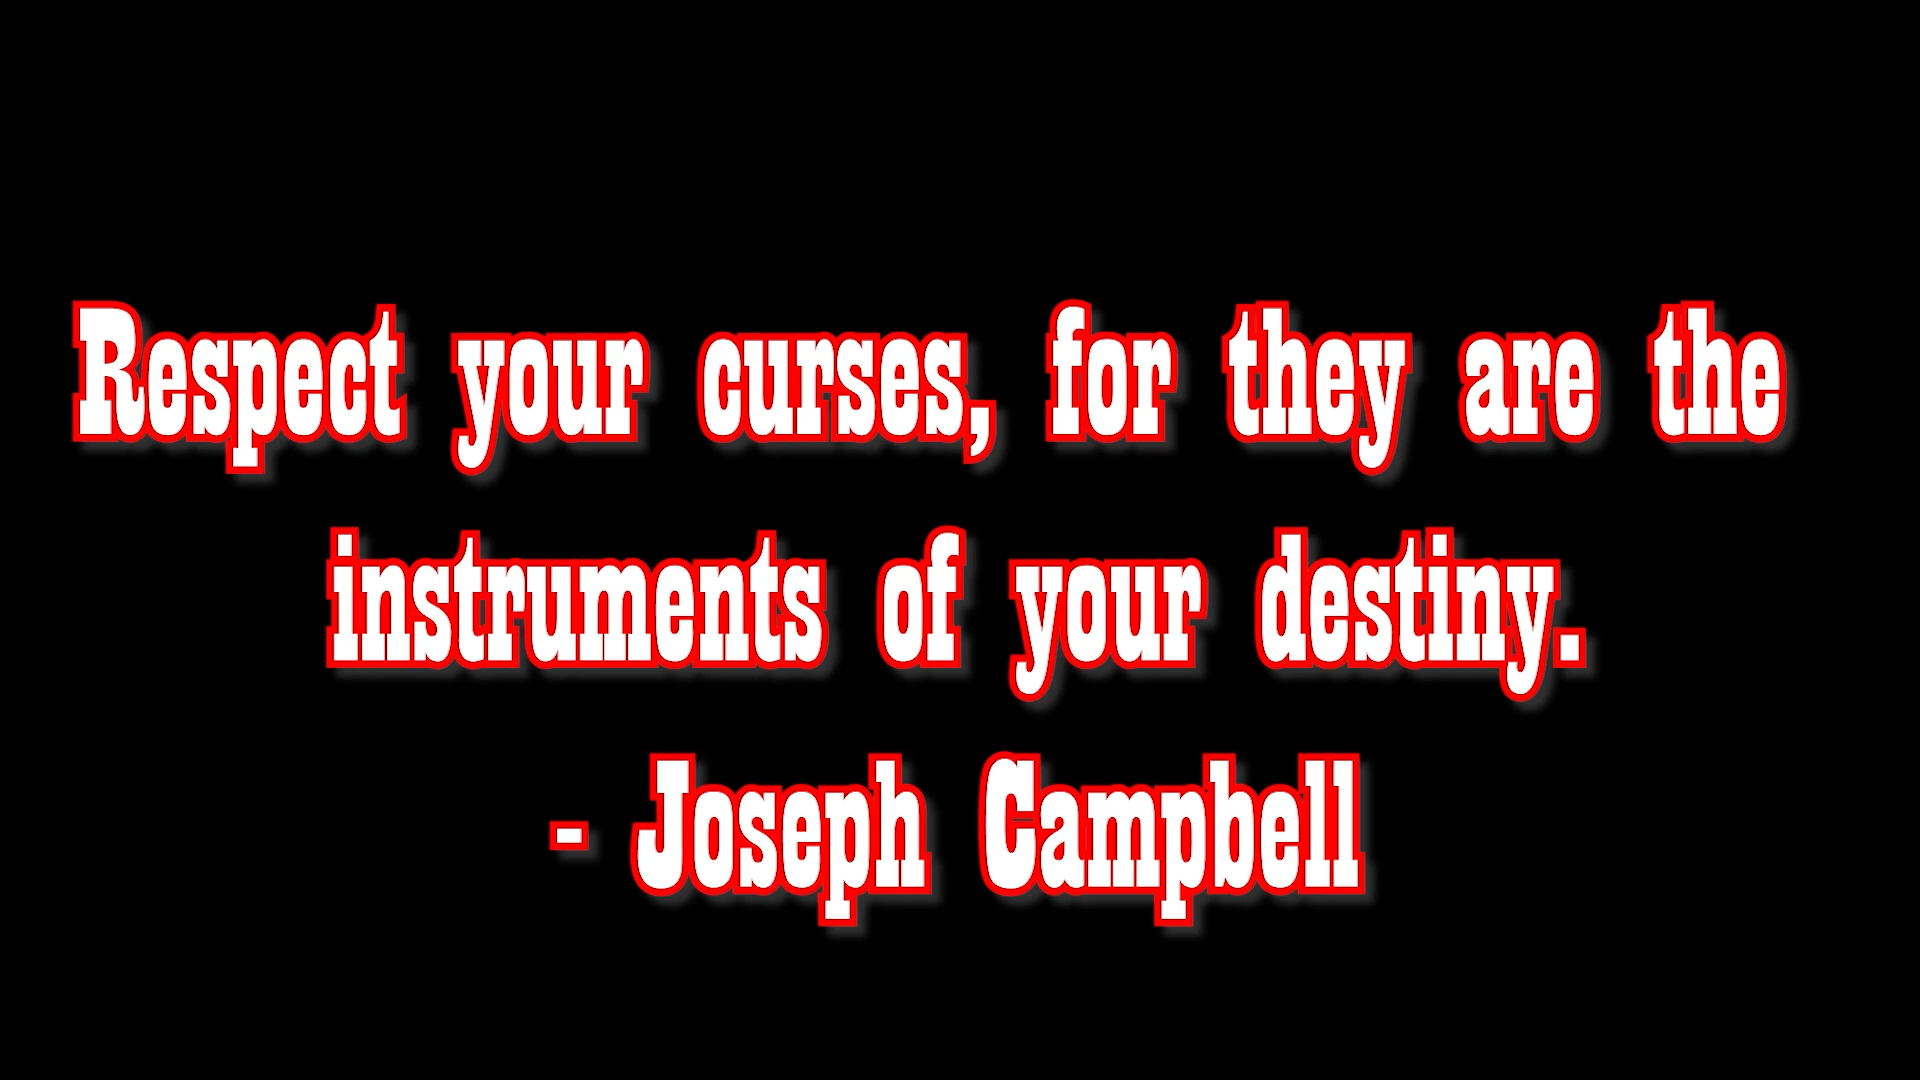 Respect your curses, for they are the
instruments of your destiny.
- Joseph Campbell